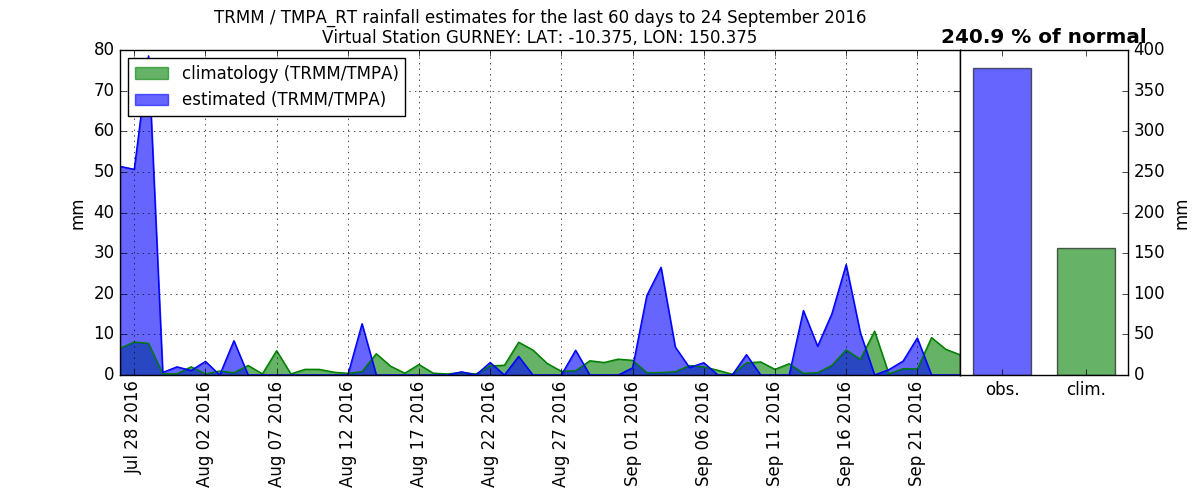 TRMM / TMPA_RT rainfall estimates for the last 60 days to 24 September 2016
Virtual Station GURNEY: LAT: -10.375, LON: 150.375
240.9 % of normal
climatology (TRMM/TMPA)
estimated (TRMM/TMPA)
mm
80
70
60
50
40
30
20
10
0
Jul 28 2016
Aug 02 2016
Aug 07 2016
Aug 12 2016
Aug 17 2016
Aug 22 2016
Aug 27 2016
Sep 01 2016
Sep 06 2016
Sep 11 2016
Sep 16 2016
Sep 21 2016
obs.
clim.
400
350
300
250
200
150
100
50
0
mm